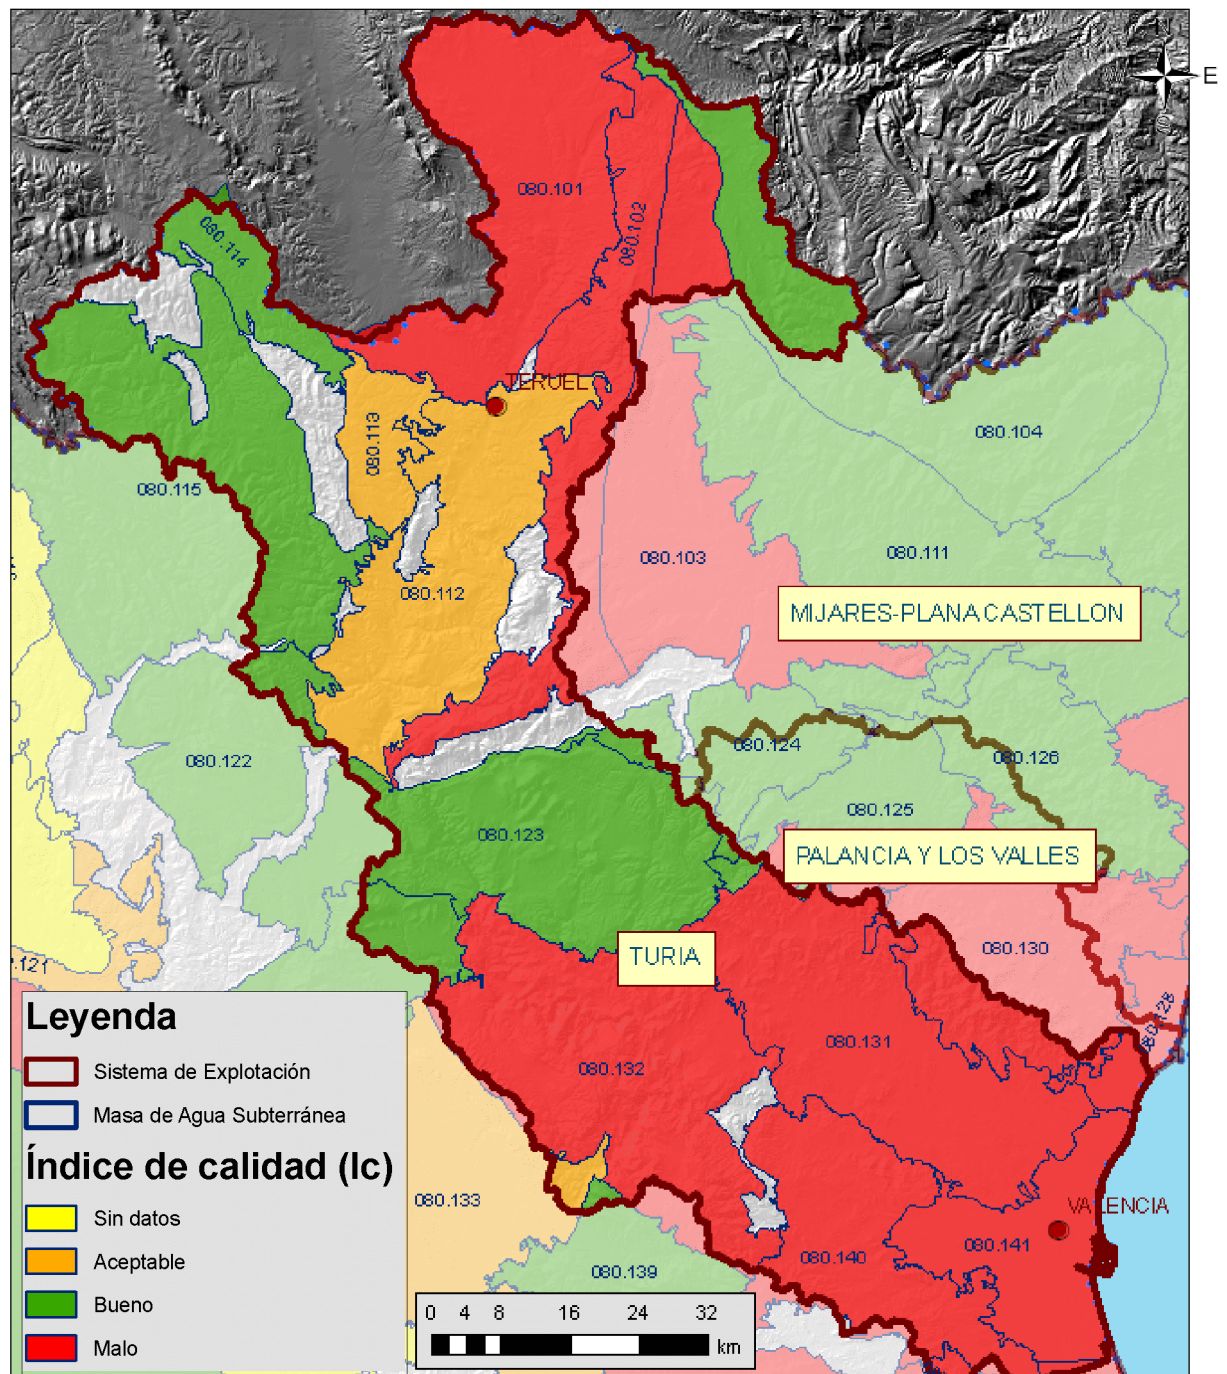 E
080.101
080.102
080.114
TERUEL
080.113
080.104
080.115
080.103
080.111
080.112
MIJARES-PLANA CASTELLON
080.124
080.126
080.122
080.125
080.123
PALANCIA Y LOS VALLES
080.130
TURIA
.121
080.128
080.131
080.132
080.133
VALENCIA
080.141
080.140
080.139
Leyenda
Sistema de Explotación
Masa de Agua Subterránea
Índice de calidad (Ic)
Sin datos
Aceptable
Bueno
Malo
0 4 8 16 24 32
km